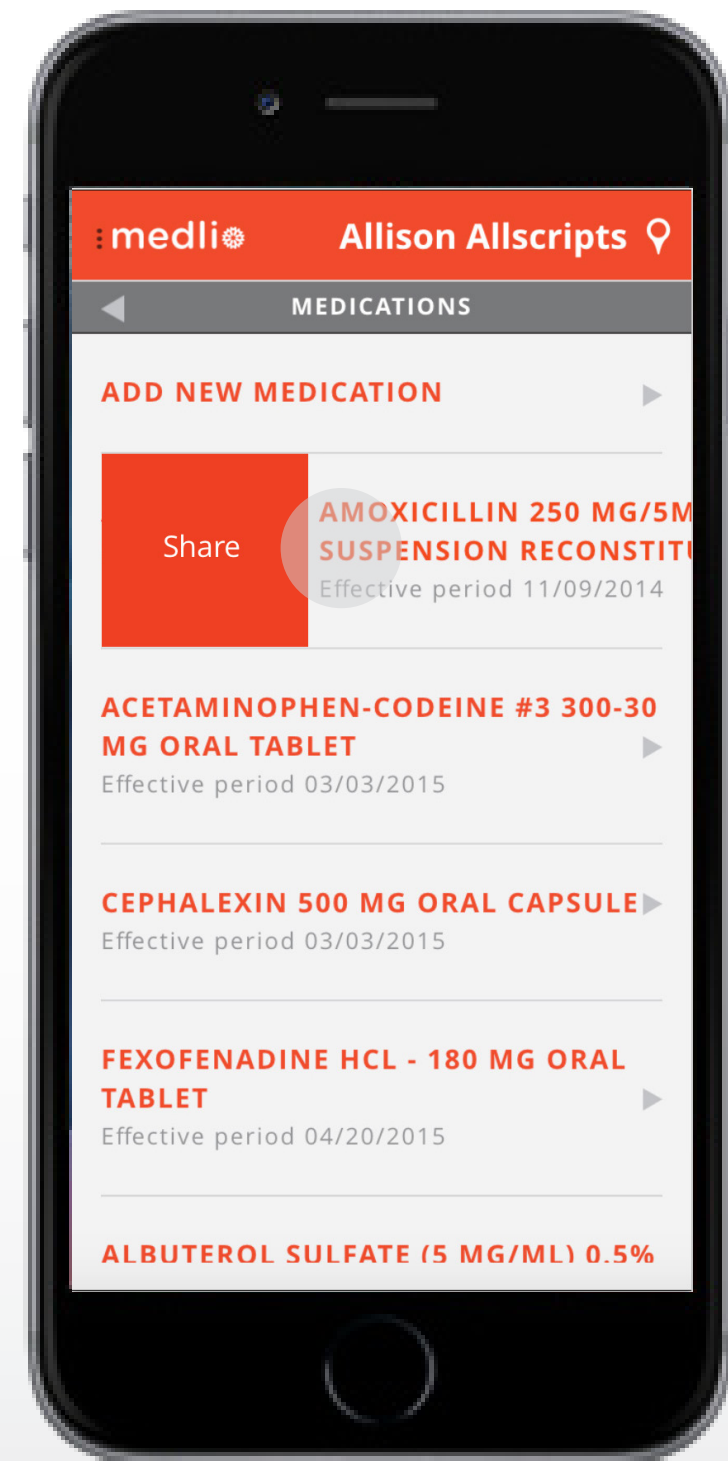 medlio
Allison Allscripts
MEDICATIONS
ADD NEW MEDICATION
Share
AMOXICILLIN 250 MG/5M
SUSPENSION RECONSTITU
Effective period 11/09/2014
ACETAMINOPHEN-CODEINE #3 300-30
MG ORAL TABLET
Effective period 03/03/2015
CEPHALEXIN 500 MG ORAL CAPSULE
Effective period 03/03/2015
FEXOFENADINE HCL - 180 MG ORAL
TABLET
Effective period 04/20/2015
ALBUTEROL SULFATE (5 MG/ML) 0.5%